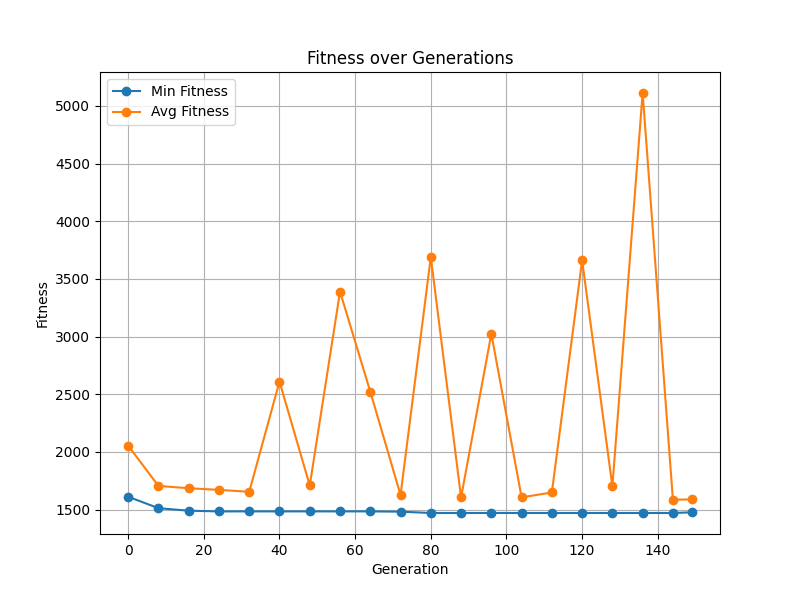 Fitness over Generations
Min Fitness
Avg Fitness
5000
4500
4000
3500
3000
2500
2000
1500
Fitness
0 20 40 60 80 100 120 140
Generation